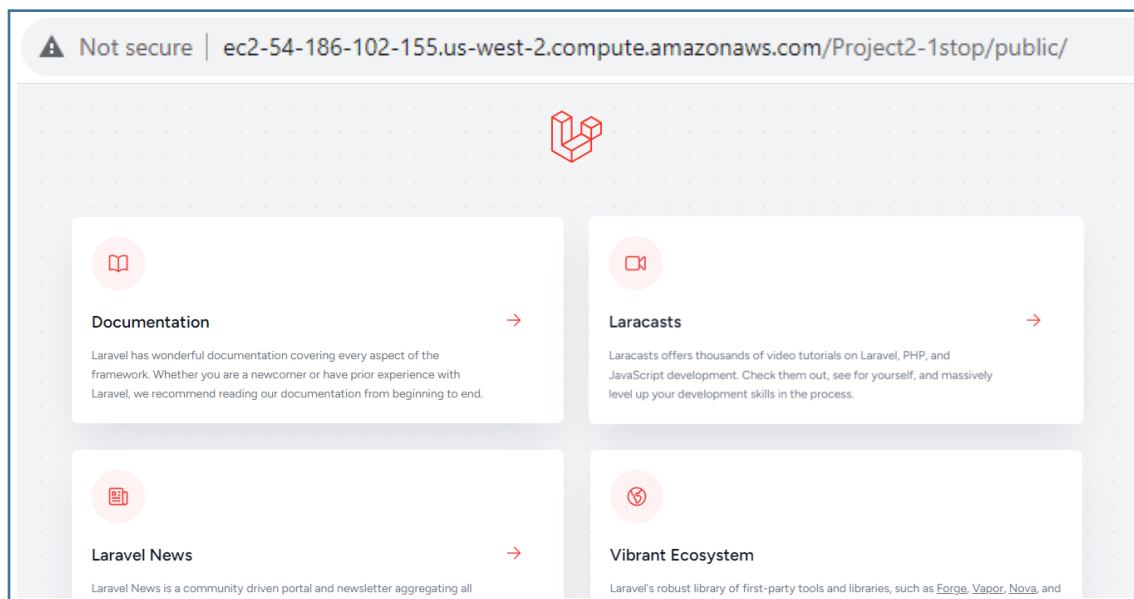 Not secure | ec2-54-186-102-155.us-west-2.compute.amazonaws.com/Project2-1stop/public/
Documentation
Laravel has wonderful documentation covering every aspect of the
framework. Whether you are a newcomer or have prior experience with
Laravel, we recommend reading our documentation from beginning to end.
Laracasts
Laracasts offers thousands of video tutorials on Laravel, PHP, and
JavaScript development. Check them out, see for yourself, and massively
level up your development skills in the process.
Laravel News
Laravel News is a community driven portal and newsletter aggregating all
Vibrant Ecosystem
Laravel's robust library of first-party tools and libraries, such as Forge, Vapor, Nova, and